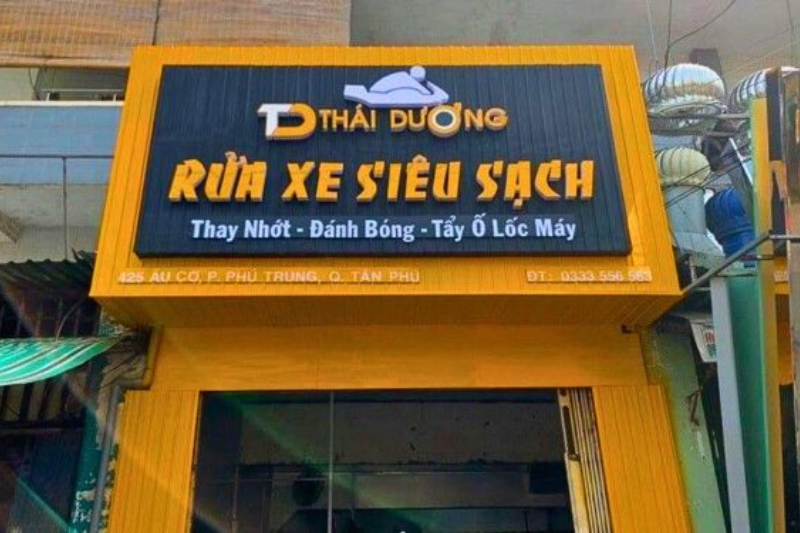 TD THÁI DƯƠNG
RỬA XE SIÊU SẠCH
Thay Nhớt - Đánh Bóng - Tẩy Ố Lốc Máy
425 ÂU CƠ, P. PHÚ TRUNG, Q. TÂN PHÚ ĐT: 0333 556 563